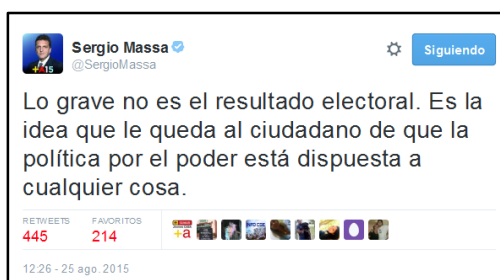 Sergio Massa
@SergioMassa
Siguiendo
Lo grave no es el resultado electoral. Es la
idea que le queda al ciudadano de que la
política por el poder está dispuesta a
cualquier cosa.
RETWEETS FAVORITOS
445 214
+a
12:26 - 25 ago. 2015